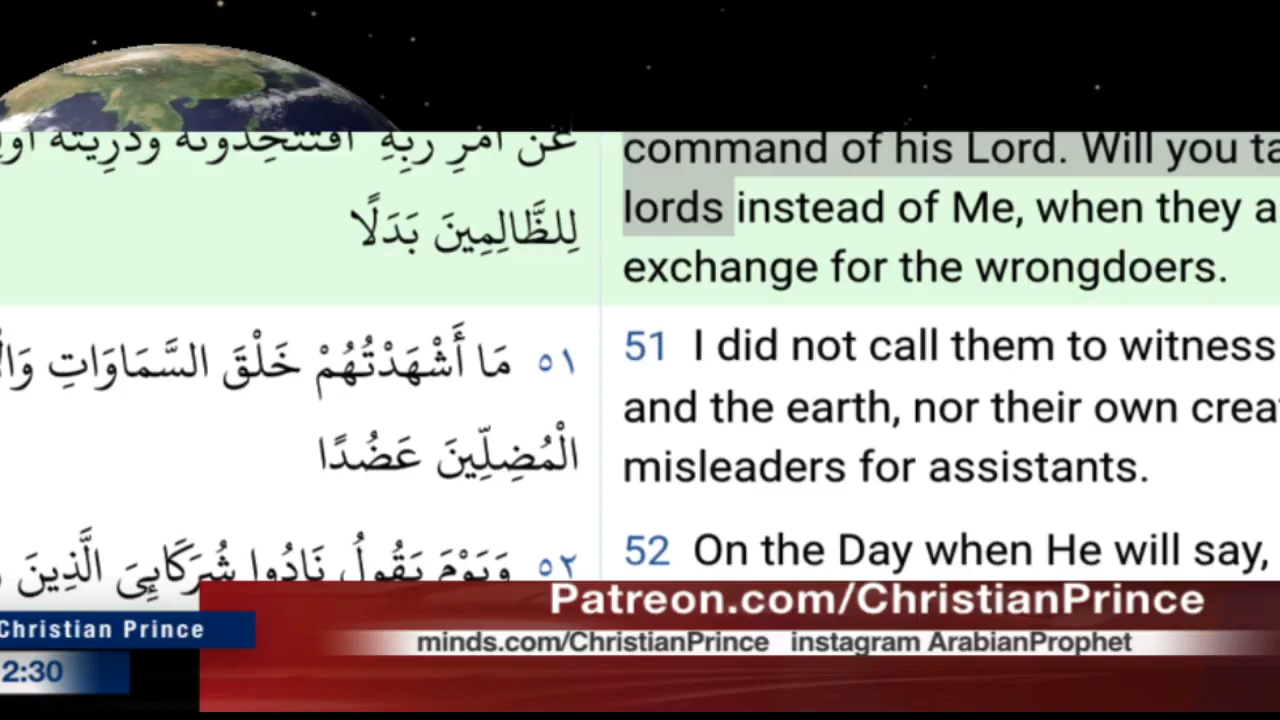 عَنْ أَمْرِ رَبِّهِ أَفَتَتَّخِذُونَهُ وَذُرِّيَّتَهُ
لِلظَّالِمِينَ بَدَلًا
٥١ مَا أَشْهَدْتُهُمْ خَلْقَ السَّمَاوَاتِ
الْمُضِلِّينَ عَضُدًا
٥٢ وَيَوْمَ يَقُولُ نَادُوا شُرَكَائِيَ الَّذِينَ
command of his Lord. Will you ta
lords instead of Me, when they a
exchange for the wrongdoers.
51 I did not call them to witness
and the earth, nor their own crea
misleaders for assistants.
52 On the Day when He will say,
Patreon.com/ChristianPrince
Christian Prince
minds.com/ChristianPrince instagram ArabianProphet
2:30